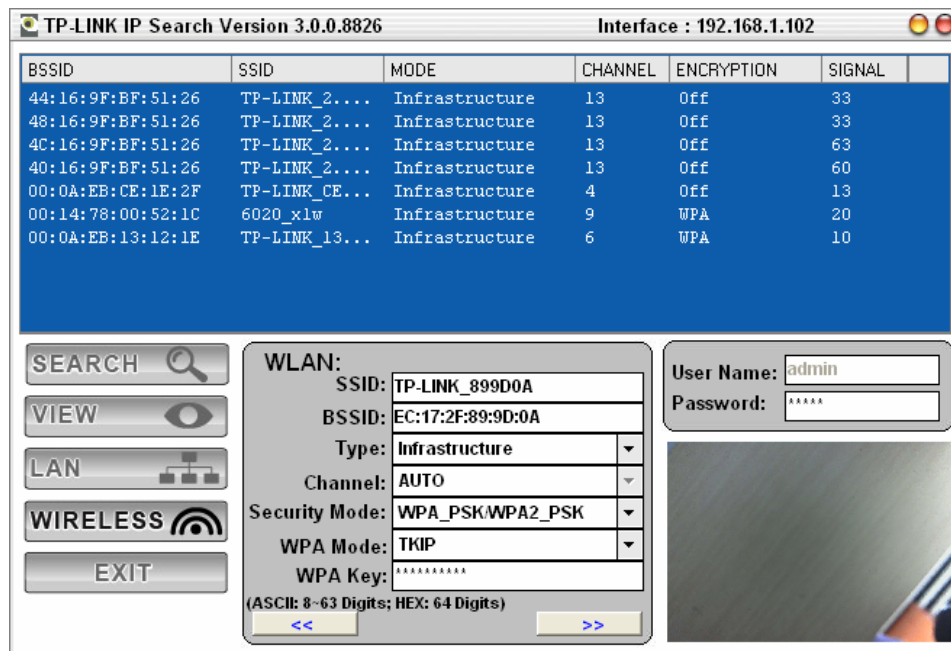 TP-LINK IP Search Version 3.0.0.8826 Interface : 192.168.1.102
BSSID SSID MODE CHANNEL ENCRYPTION SIGNAL
44:16:9F:BF:51:26 TP-LINK_2.... Infrastructure 13 Off 33
48:16:9F:BF:51:26 TP-LINK_2.... Infrastructure 13 Off 33
4C:16:9F:BF:51:26 TP-LINK_2.... Infrastructure 13 Off 63
40:16:9F:BF:51:26 TP-LINK_2.... Infrastructure 13 Off 60
00:0A:EB:CE:1E:2F TP-LINK_CE... Infrastructure 4 Off 13
00:14:78:00:52:1C 6020_xlw Infrastructure 9 WPA 20
00:0A:EB:13:12:1E TP-LINK_13... Infrastructure 6 WPA 10
SEARCH
VIEW
LAN
WIRELESS
EXIT
WLAN:
SSID: TP-LINK_899D0A
BSSID: EC:17:2F:89:9D:0A
Type: Infrastructure
Channel: AUTO
Security Mode: WPA_PSK/WPA2_PSK
WPA Mode: TKIP
WPA Key: **********
(ASCII: 8~63 Digits; HEX: 64 Digits)
<< >>
User Name: admin
Password: *****